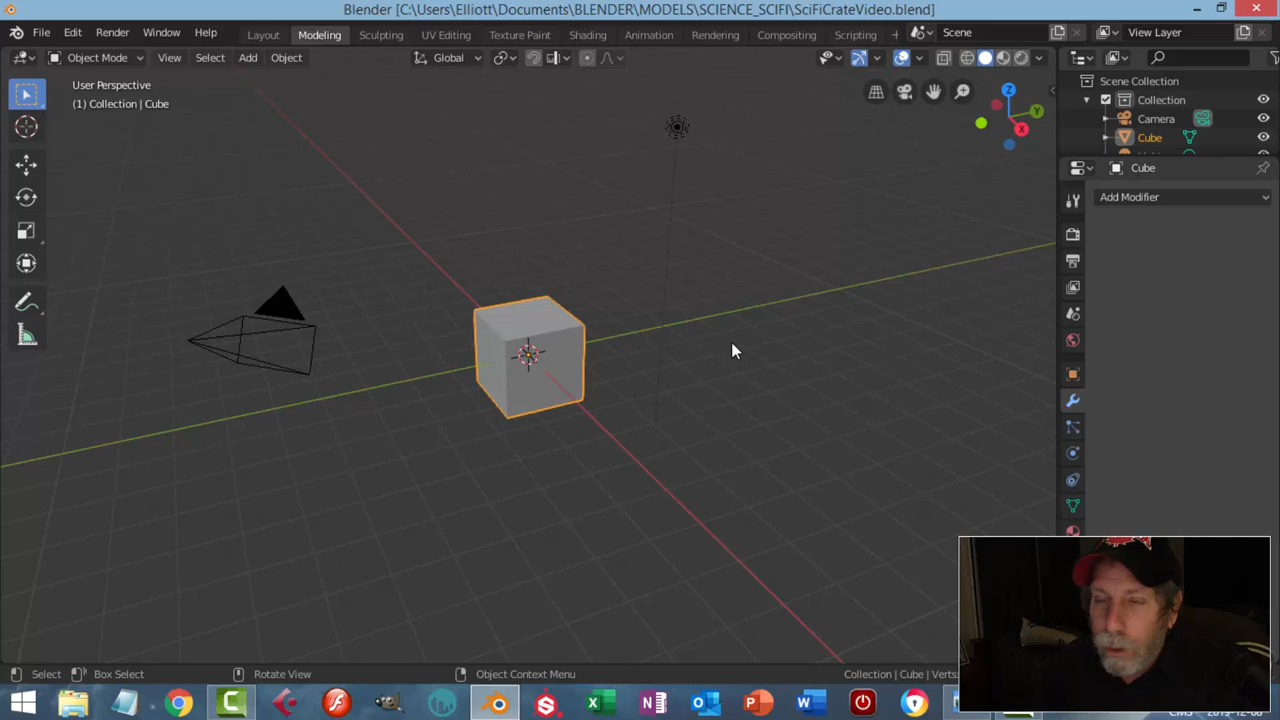 Blender [C:\Users\Elliott\Documents\BLENDER\MODELS\SCIENCE_SCIFI\SciFiCrateVideo.blend]
File Edit Render Window Help Layout Modeling Sculpting UV Editing Texture Paint Shading Animation Rendering Compositing Scripting + Scene View Layer
Object Mode View Select Add Object Global
User Perspective
(1) Collection | Cube
Z
Y
X
Scene Collection
Collection
Camera
Cube
Cube
Add Modifier
Select Box Select Rotate View Object Context Menu Collection | Cube | Verts: